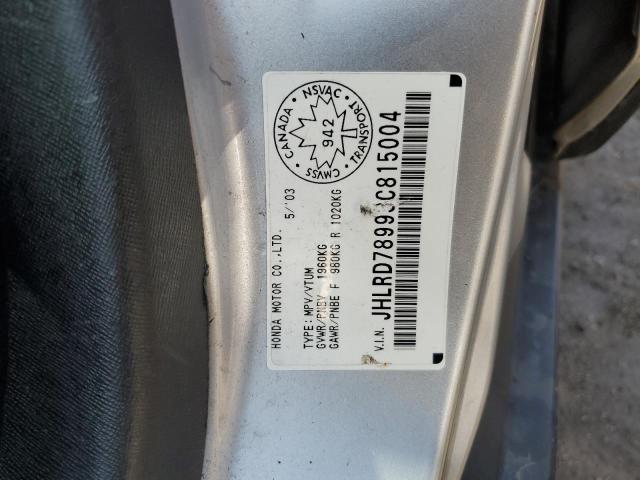 HONDA MOTOR CO.,LTD. 5/'03
TYPE: MPV/VTUM
GVWR/PNBV 1960KG
GAWR/PNBE F 980KG R 1020KG
V.I.N. JHLRD78993C815004
CANADA NSVAC
942
CMVSS TRANSPORT